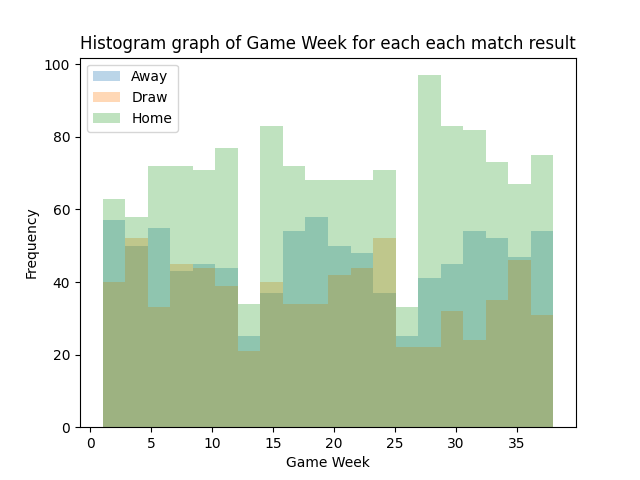 Histogram graph of Game Week for each each match result
Away
Draw
Home
Frequency
100
80
60
40
20
0
0 5 10 15 20 25 30 35
Game Week